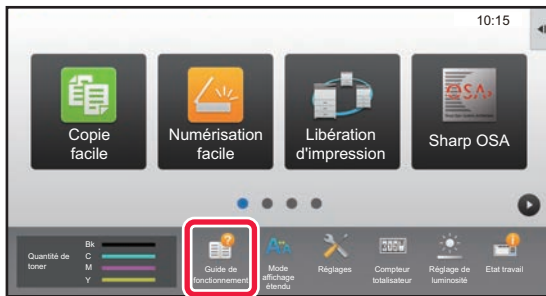 10:15
Copie
facile
Numérisation
facile
Libération
d'impression
OSA
Sharp OSA
Quantité de
toner
Bk
C
M
Y
Guide de
fonctionnement
Mode
affichage
étendu
Réglages
Compteur
totalisateur
Réglage de
luminosité
Etat travail